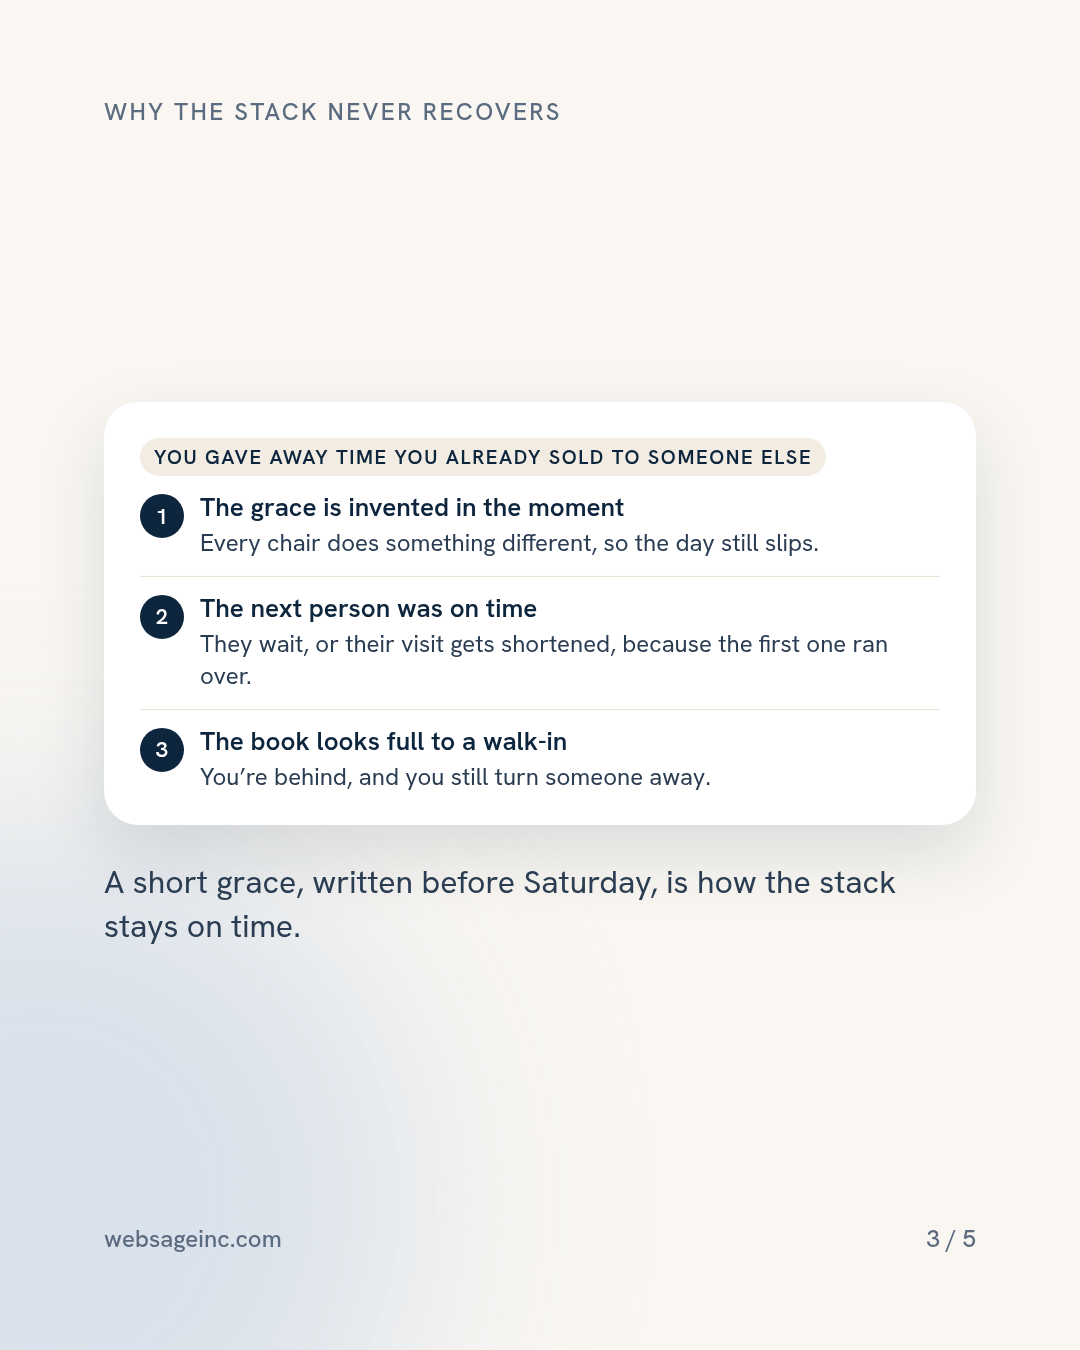 WHY THE STACK NEVER RECOVERS
YOU GAVE AWAY TIME YOU ALREADY SOLD TO SOMEONE ELSE
1
The grace is invented in the moment
Every chair does something different, so the day still slips.
2
The next person was on time
They wait, or their visit gets shortened, because the first one ran
over.
3
The book looks full to a walk-in
You’re behind, and you still turn someone away.
A short grace, written before Saturday, is how the stack
stays on time.
websageinc.com
3 / 5